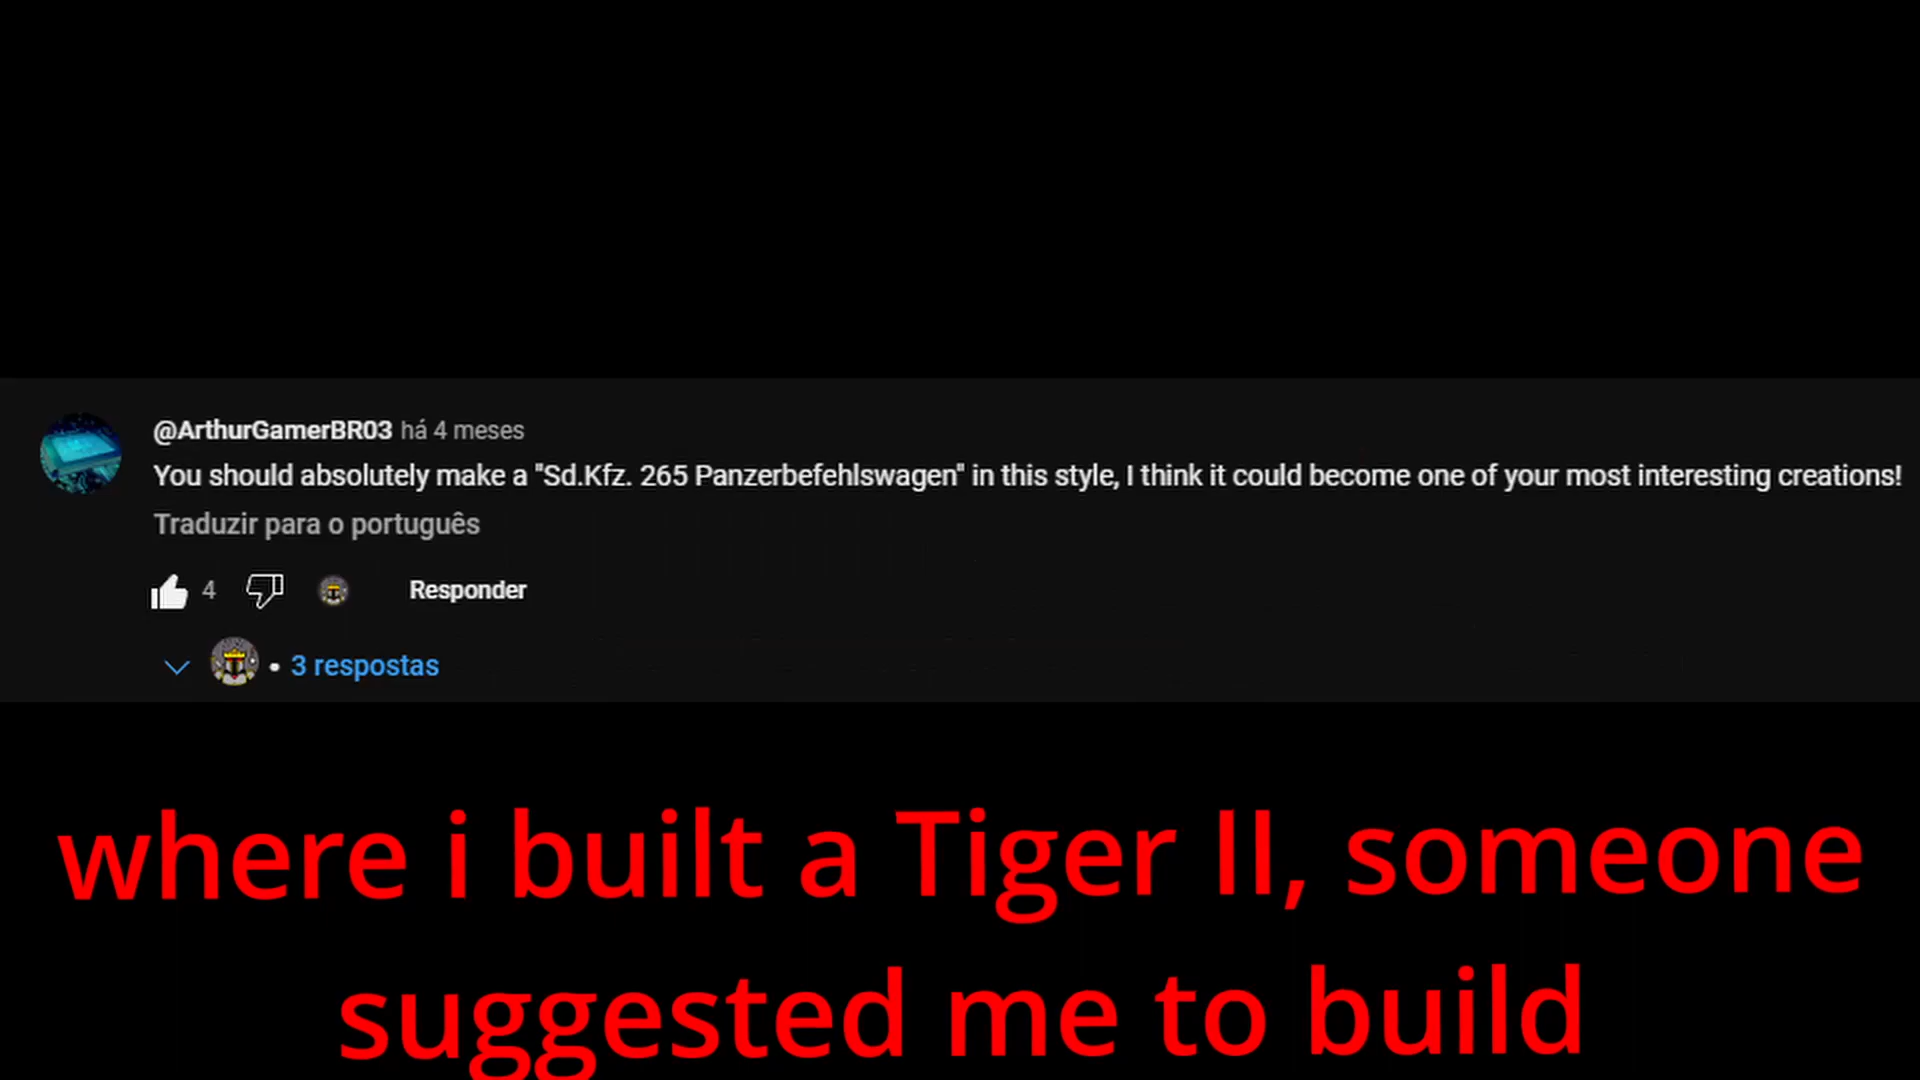 @ArthurGamerBR03 há 4 meses
You should absolutely make a "Sd.Kfz. 265 Panzerbefehlswagen" in this style, I think it could become one of your most interesting creations!
Traduzir para o português
4 Responder
• 3 respostas
where i built a Tiger II, someone
suggested me to build